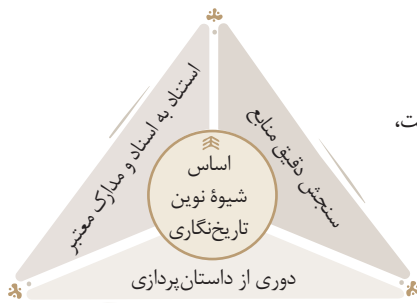 استناد به اسناد و مدارک معتبر
سنجش دقیق منابع
اساس
شیوهٔ نوین
تاریخ‌نگاری
دوری از داستان‌پردازی